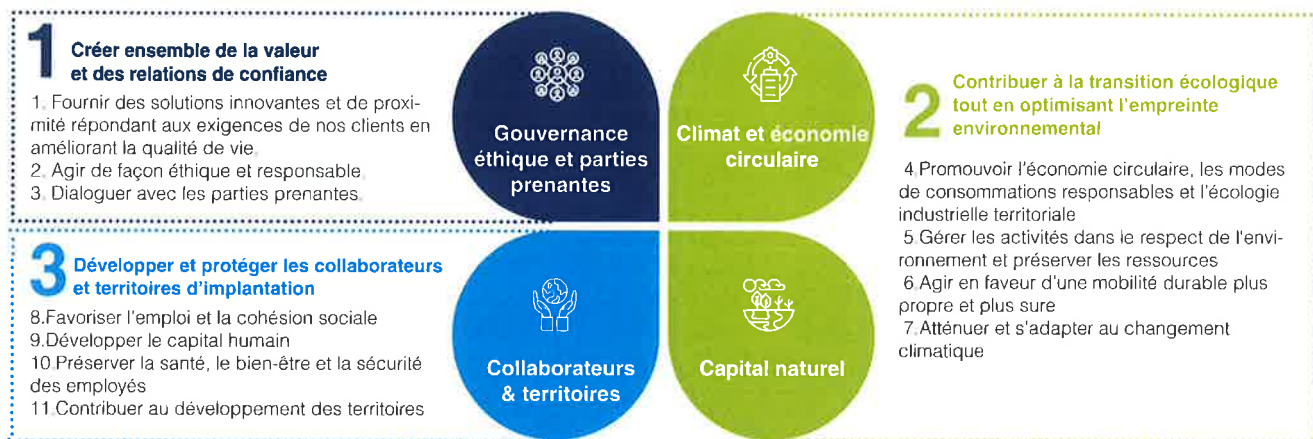 1
Créer ensemble de la valeur
et des relations de confiance
1. Fournir des solutions innovantes et de proxi-
mité répondant aux exigences de nos clients en
améliorant la qualité de vie.
2. Agir de façon éthique et responsable.
3. Dialoguer avec les parties prenantes.
Gouvernance
éthique et parties
prenantes
Climat et économie
circulaire
2
Contribuer à la transition écologique
tout en optimisant l'empreinte
environnemental
4.Promouvoir l'économie circulaire, les modes
de consommations responsables et l'écologie
industrielle territoriale
5.Gérer les activités dans le respect de l'envi-
ronnement et préserver les ressources
6.Agir en faveur d'une mobilité durable plus
propre et plus sure
7.Atténuer et s'adapter au changement
climatique
3
Développer et protéger les collaborateurs
et territoires d'implantation
8.Favoriser l'emploi et la cohésion sociale
9.Développer le capital humain
10.Préserver la santé, le bien-être et la sécurité
des employés
11.Contribuer au développement des territoires
Collaborateurs
& territoires
Capital naturel